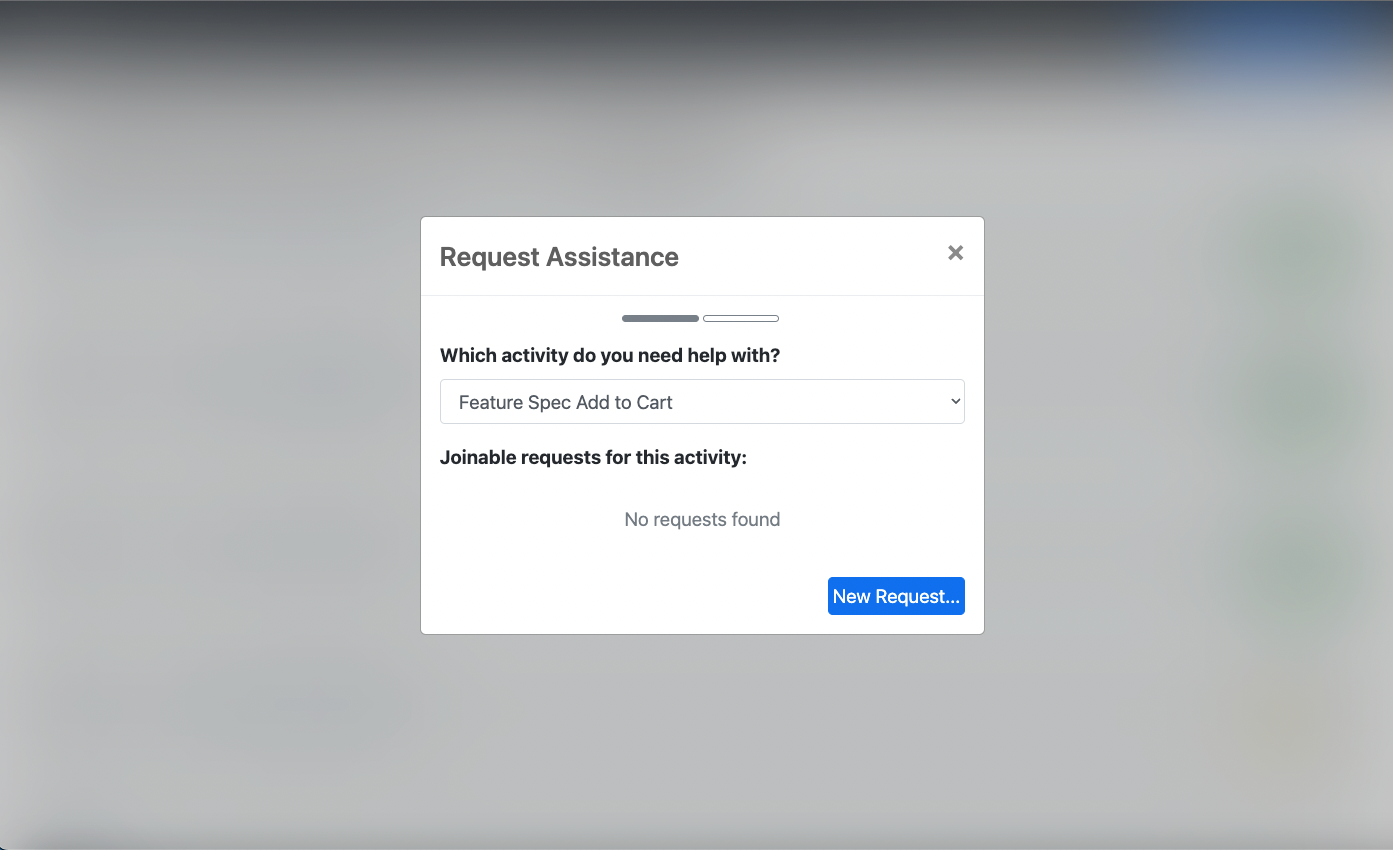 Request Assistance
×
Which activity do you need help with?
Feature Spec Add to Cart
Joinable requests for this activity:
No requests found
New Request...